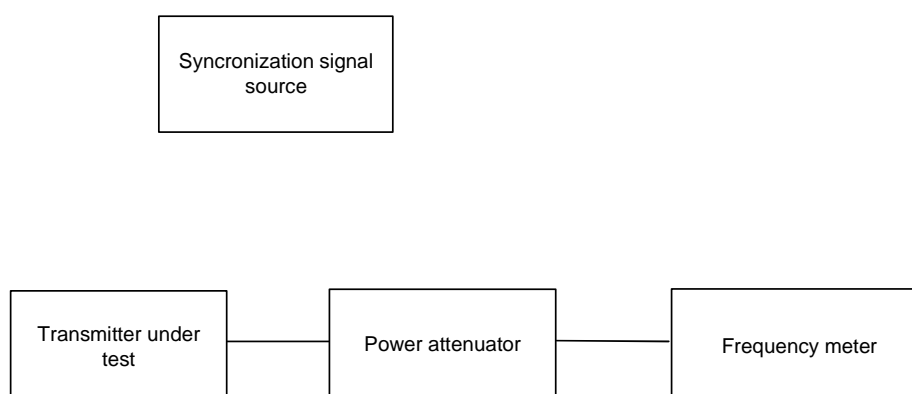 Syncronization signal
source
Transmitter under
test
Power attenuator
Frequency meter